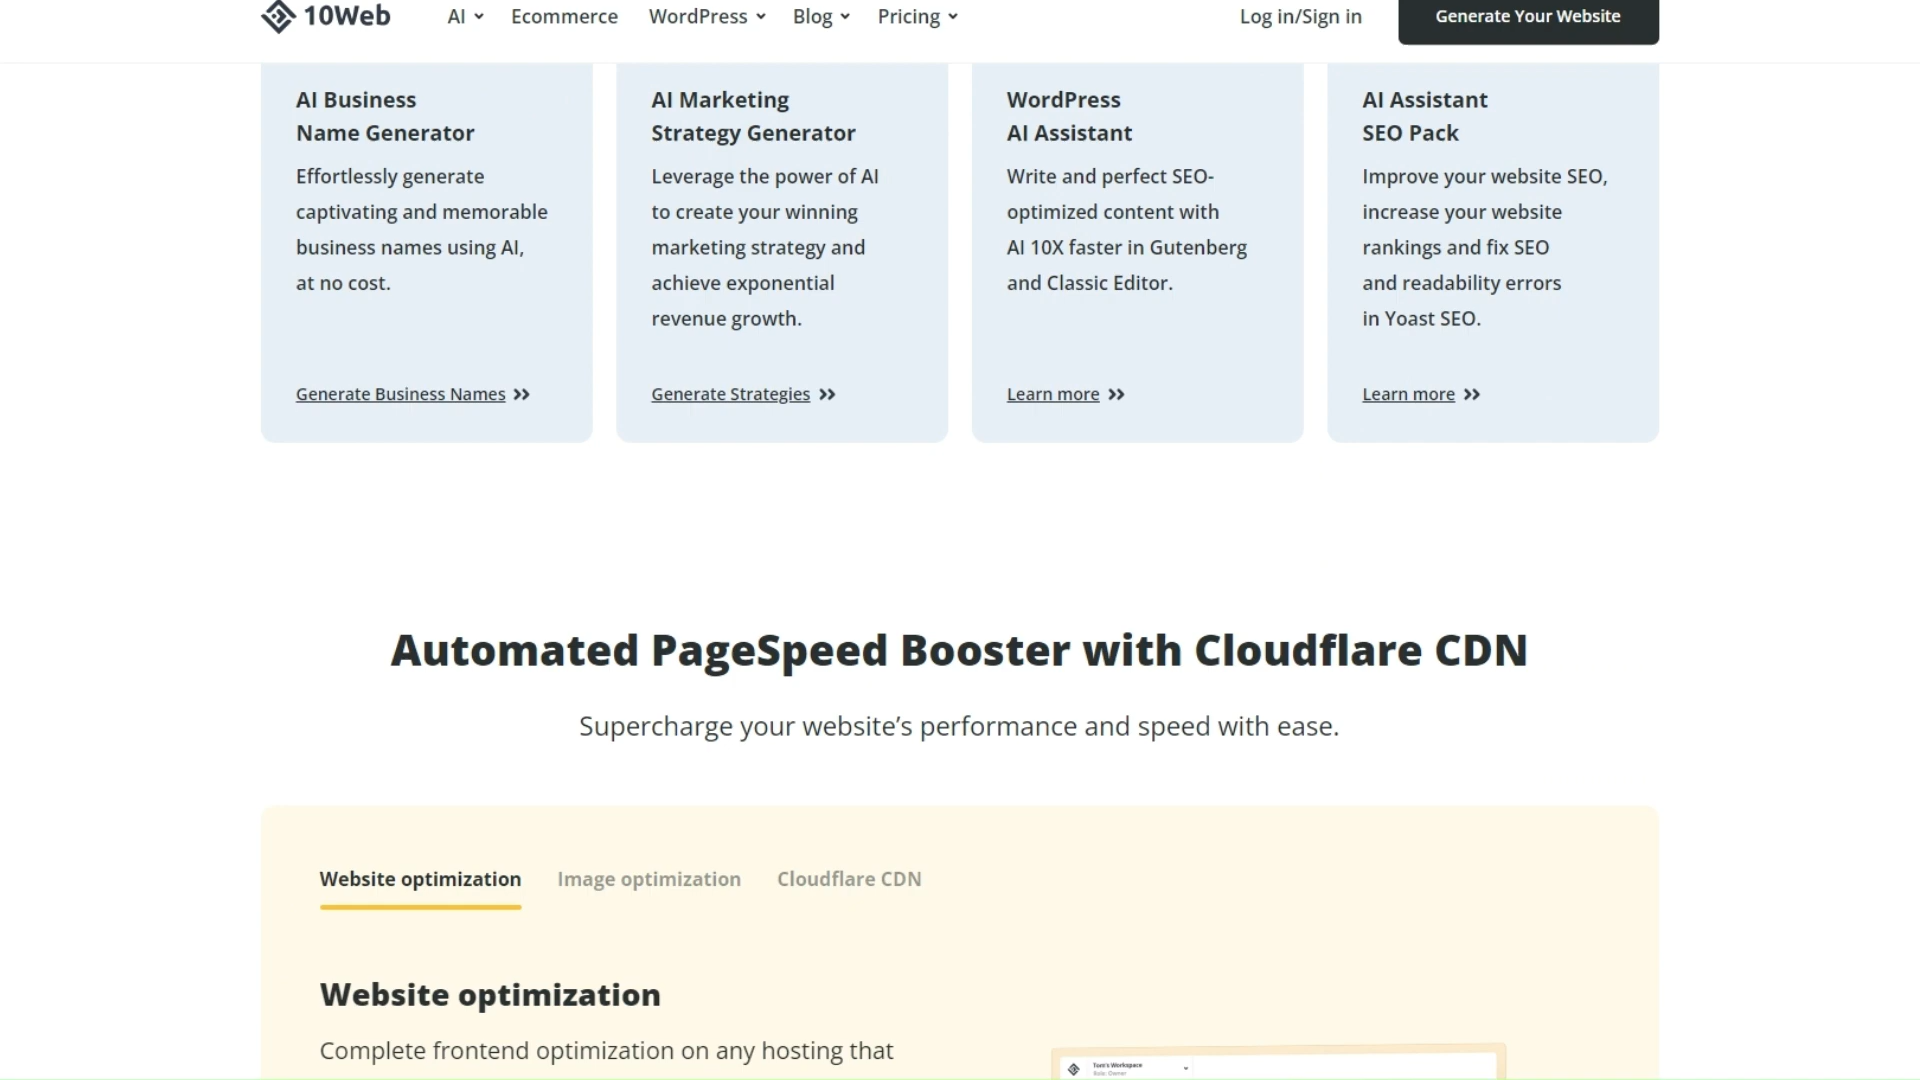 10Web
AI
Ecommerce
WordPress
Blog
Pricing
Log in/Sign in
Generate Your Website
AI Business
Name Generator
Effortlessly generate
captivating and memorable
business names using AI,
at no cost.
Generate Business Names
AI Marketing
Strategy Generator
Leverage the power of AI
to create your winning
marketing strategy and
achieve exponential
revenue growth.
Generate Strategies
WordPress
AI Assistant
Write and perfect SEO-
optimized content with
AI 10X faster in Gutenberg
and Classic Editor.
Learn more
AI Assistant
SEO Pack
Improve your website SEO,
increase your website
rankings and fix SEO
and readability errors
in Yoast SEO.
Learn more
Automated PageSpeed Booster with Cloudflare CDN
Supercharge your website’s performance and speed with ease.
Website optimization
Image optimization
Cloudflare CDN
Website optimization
Complete frontend optimization on any hosting that
Tom's Workspace
Role: Owner